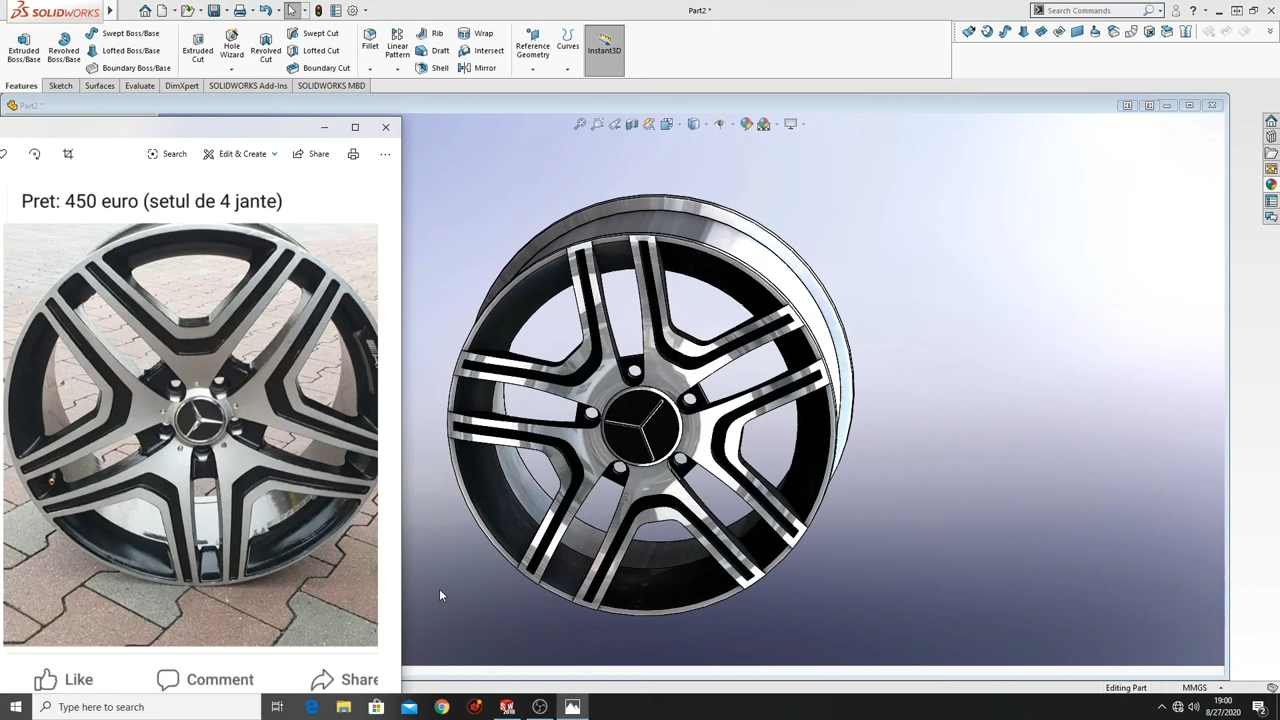 SOLIDWORKS
Part2 *
Search Commands
Extruded Boss/Base
Revolved Boss/Base
Swept Boss/Base
Lofted Boss/Base
Boundary Boss/Base
Extruded Cut
Hole Wizard
Revolved Cut
Swept Cut
Lofted Cut
Boundary Cut
Fillet
Linear Pattern
Rib
Draft
Shell
Wrap
Intersect
Mirror
Reference Geometry
Curves
Instant3D
Features Sketch Surfaces Evaluate DimXpert SOLIDWORKS Add-Ins SOLIDWORKS MBD
Part2 *
Search Edit & Create Share
Pret: 450 euro (setul de 4 jante)
Like Comment Share
Editing Part MMGS
Type here to search
19:00
8/27/2020